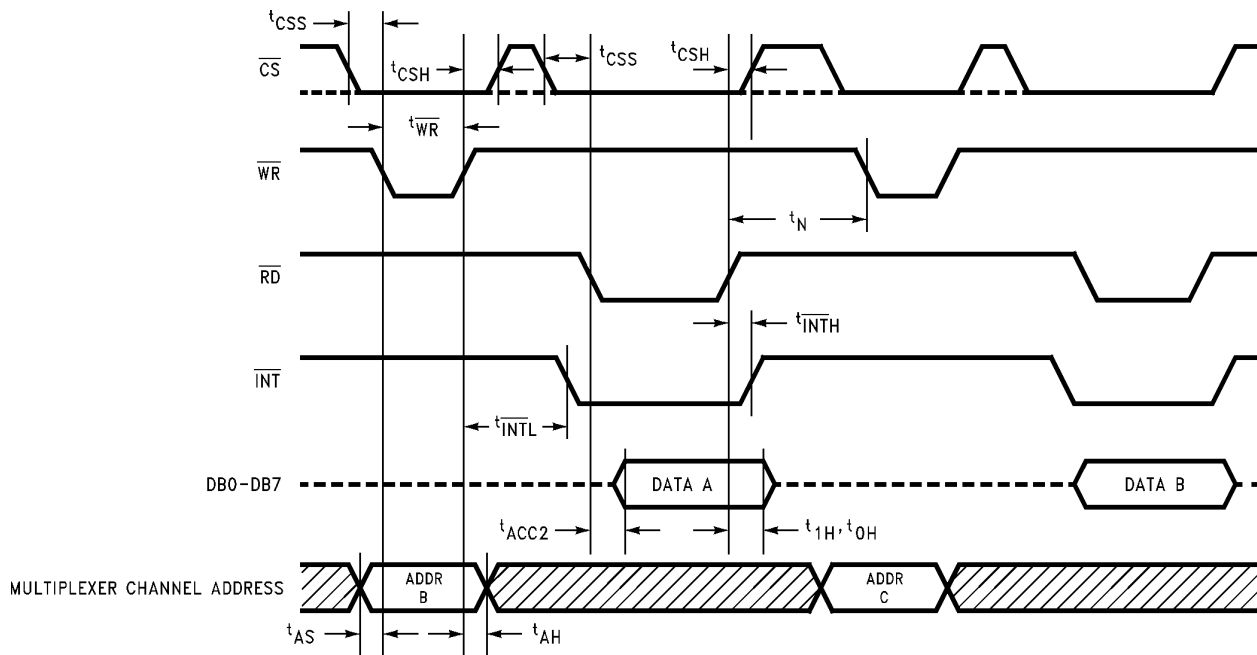 tCSS
CS
tCSH
tCSS
tCSH
tWR
WR
tN
RD
tINTH
INT
tINTL
DB0-DB7
DATA A
DATA B
tACC2
t1H, t0H
MULTIPLEXER CHANNEL ADDRESS
ADDR
B
ADDR
C
tAS
tAH